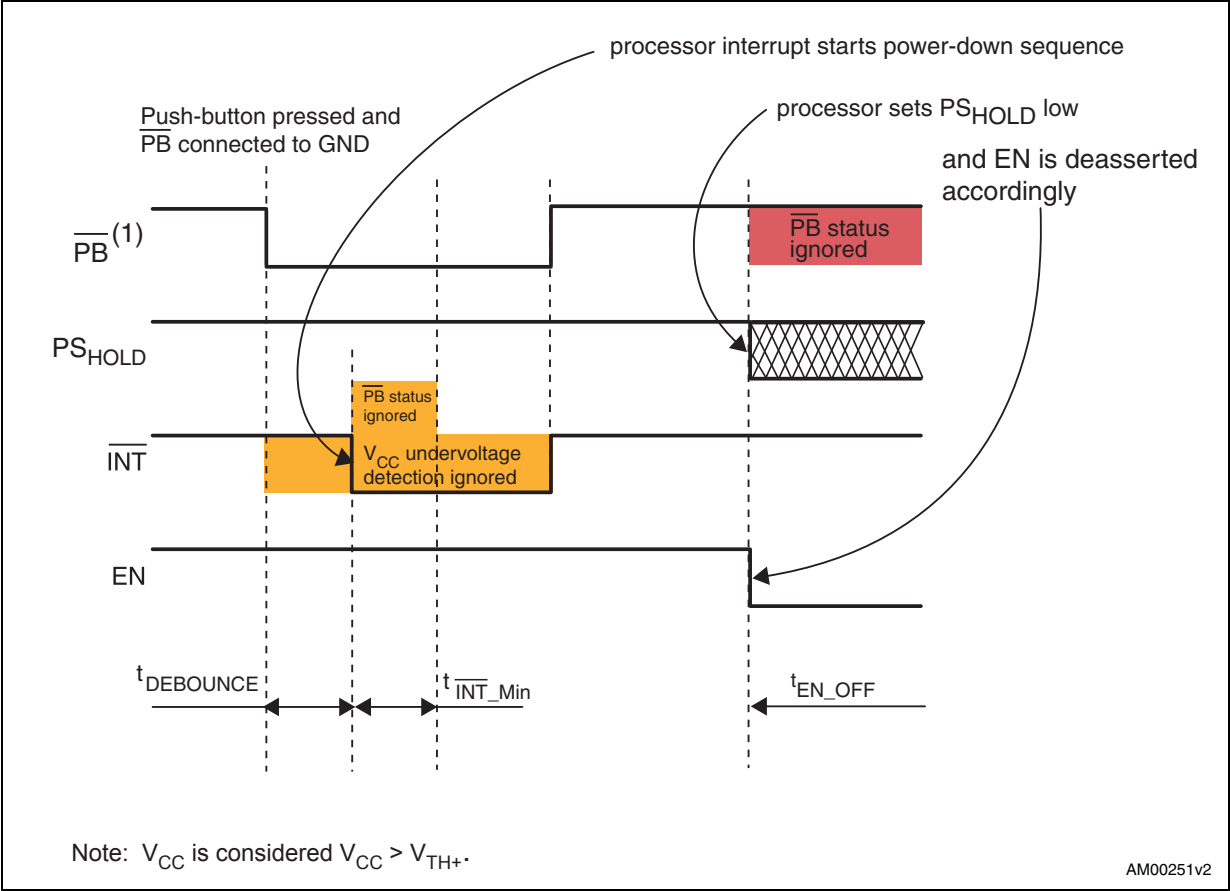 processor interrupt starts power-down sequence
Push-button pressed and
PB connected to GND
processor sets PSHOLD low
and EN is deasserted
accordingly
PB(1)
PB status
ignored
PSHOLD
PB status
ignored
INT
VCC undervoltage
detection ignored
EN
tDEBOUNCE
tINT_Min
tEN_OFF
Note: VCC is considered VCC > VTH+.
AM00251v2